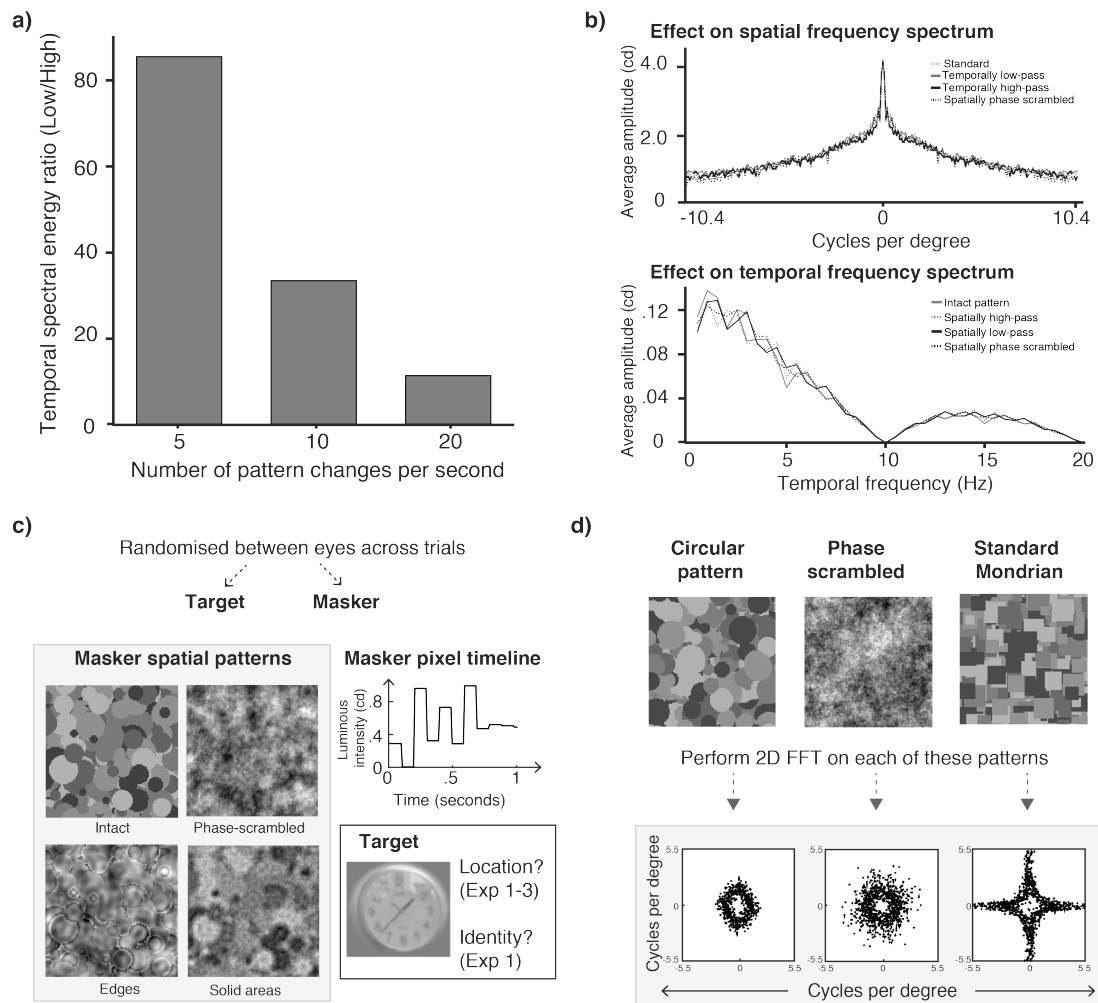 a)
Temporal spectral energy ratio (Low/High)
80
60
40
20
0
5
10
20
Number of pattern changes per second
b)
Effect on spatial frequency spectrum
Average amplitude (cd)
4.0
2.0
0
Standard
Temporally low-pass
Temporally high-pass
Spatially phase scrambled
-10.4
0
10.4
Cycles per degree
Effect on temporal frequency spectrum
Average amplitude (cd)
.12
.08
.04
0
Intact pattern
Spatially high-pass
Spatially low-pass
Spatially phase scrambled
0
5
10
15
20
Temporal frequency (Hz)
c)
Randomised between eyes across trials
Target
Masker
Masker spatial patterns
Intact
Phase-scrambled
Edges
Solid areas
Masker pixel timeline
Luminous
intensity (cd)
.8
.4
0
0
.5
1
Time (seconds)
Target
Location?
(Exp 1-3)
Identity?
(Exp 1)
d)
Circular
pattern
Phase
scrambled
Standard
Mondrian
Perform 2D FFT on each of these patterns
Cycles per degree
5.5
0
-5.5
-5.5
0
5.5
5.5
0
-5.5
-5.5
0
5.5
5.5
0
-5.5
-5.5
0
5.5
Cycles per degree